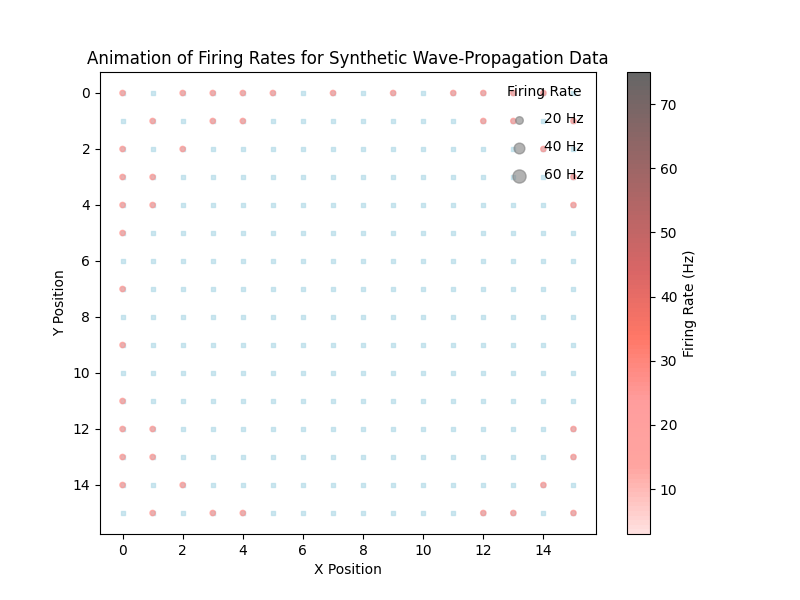 Animation of Firing Rates for Synthetic Wave-Propagation Data
Firing Rate
20 Hz
40 Hz
60 Hz
0
2
4
6
8
10
12
14
Y Position
0
2
4
6
8
10
12
14
X Position
70
60
50
40
30
20
10
Firing Rate (Hz)